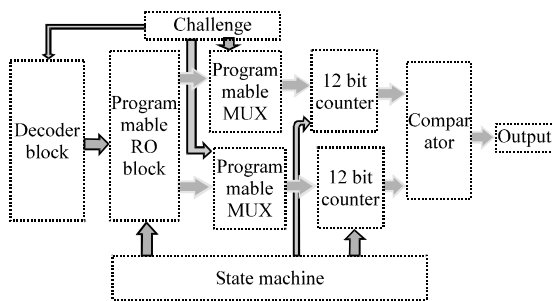 Challenge
Decoder
block
Program
mable
RO
block
Program
mable
MUX
Program
mable
MUX
12 bit
counter
12 bit
counter
Compar
ator
Output
State machine